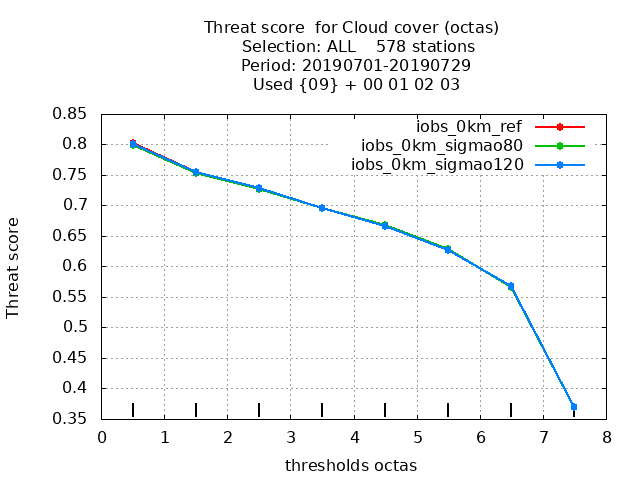 Threat score  for Cloud cover (octas)
Selection: ALL    578 stations
Period: 20190701-20190729
Used {09} + 00 01 02 03
iobs_0km_ref
iobs_0km_sigmao80
iobs_0km_sigmao120
Threat score
0.85
0.8
0.75
0.7
0.65
0.6
0.55
0.5
0.45
0.4
0.35
0 1 2 3 4 5 6 7 8
thresholds octas